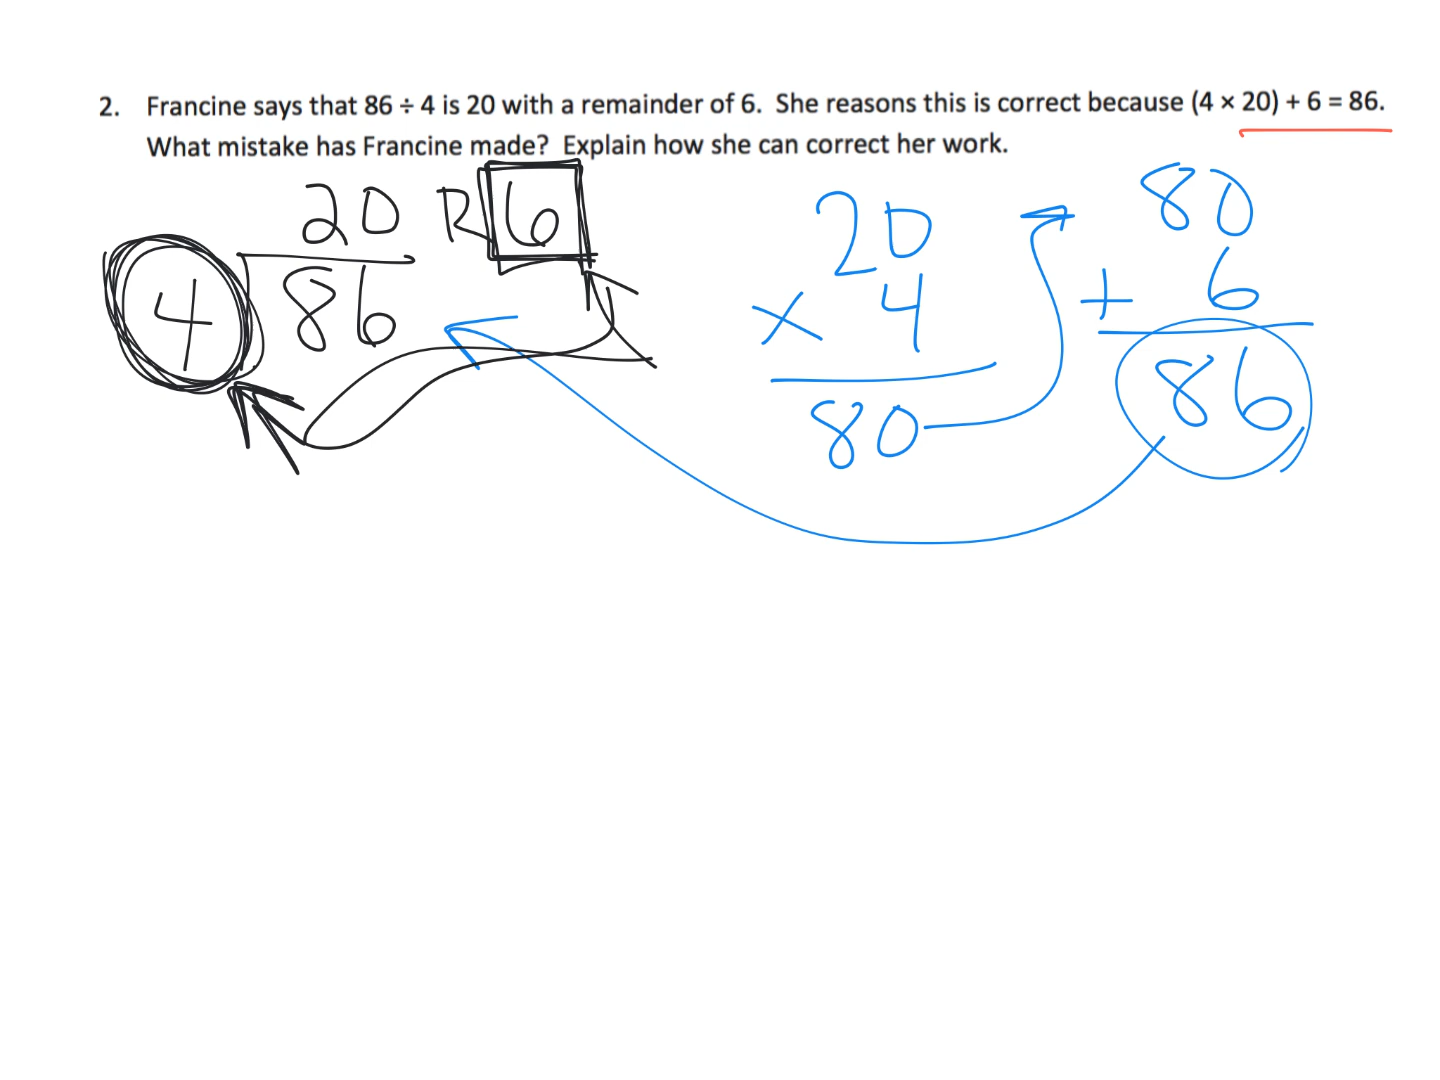 2. Francine says that 86 ÷ 4 is 20 with a remainder of 6. She reasons this is correct because (4 × 20) + 6 = 86.
What mistake has Francine made? Explain how she can correct her work.
20 R 6
4 86
20
× 4
80
80
+ 6
86